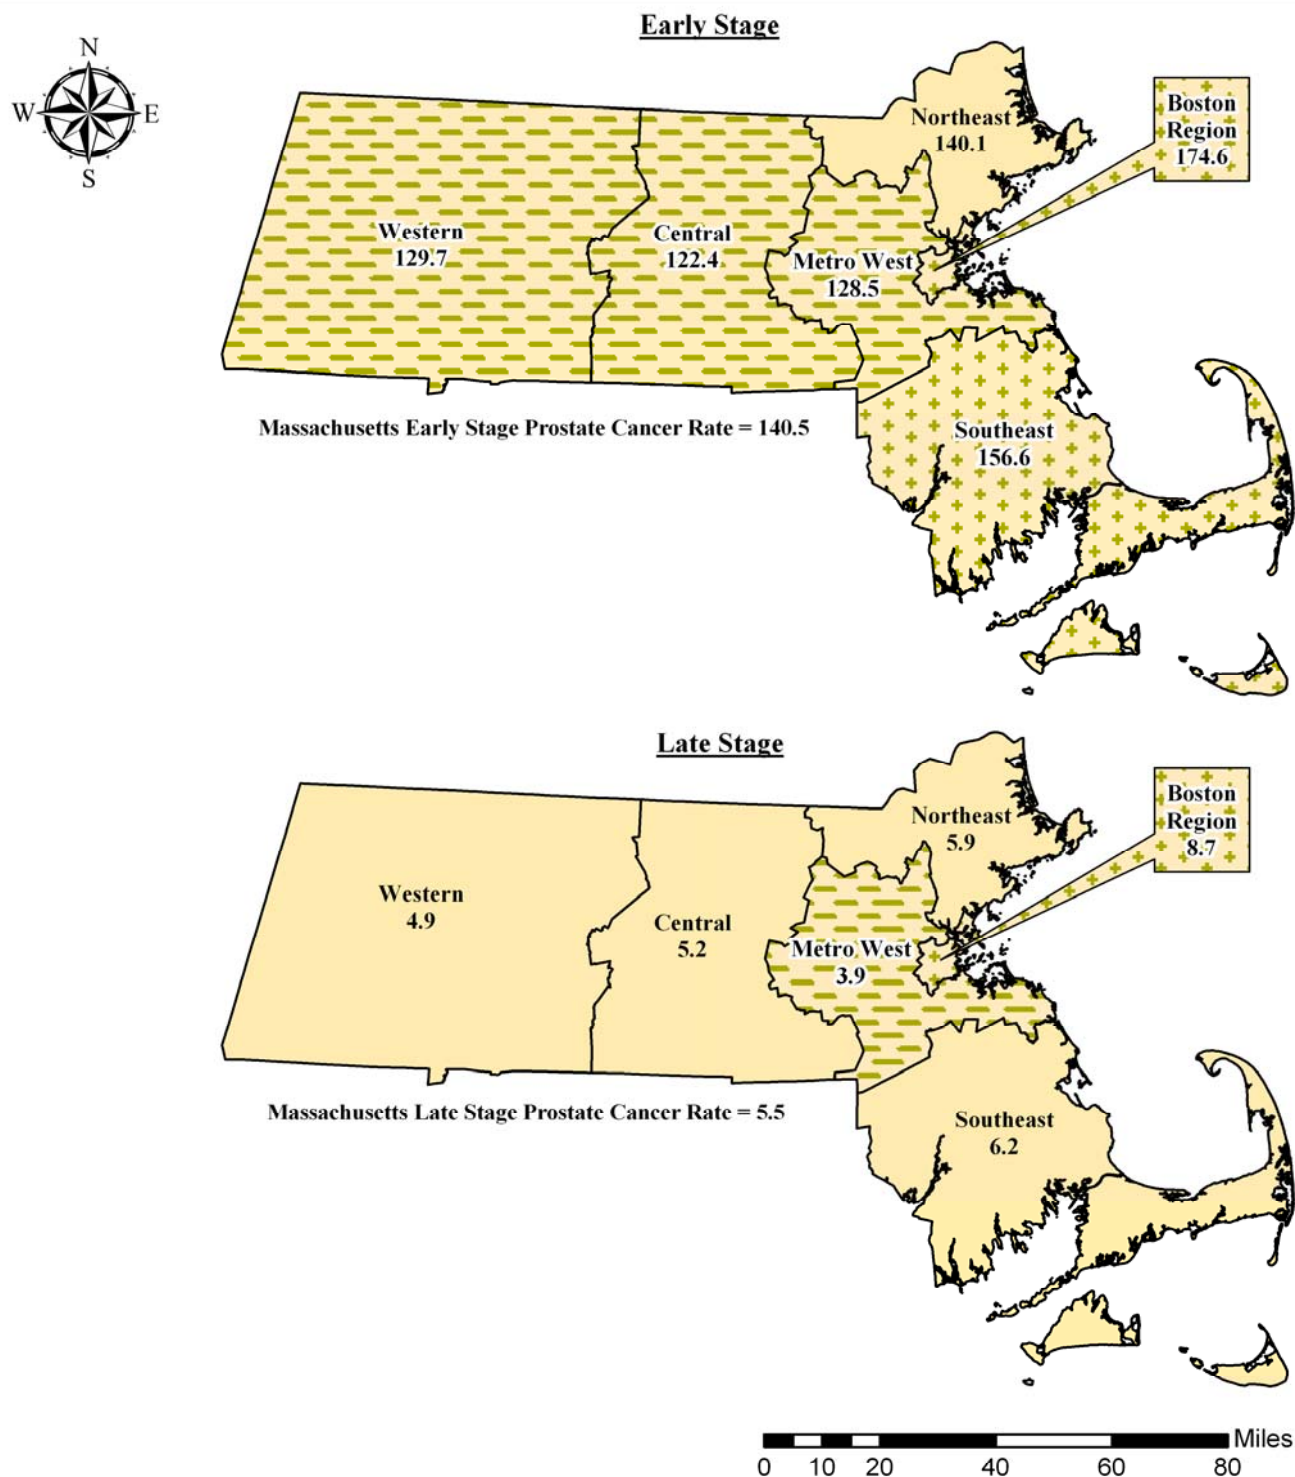 Early Stage
N
W
E
S
Northeast
140.1
Boston
Region
174.6
Western
129.7
Central
122.4
Metro West
128.5
Massachusetts Early Stage Prostate Cancer Rate = 140.5
Southeast
156.6
Late Stage
Northeast
5.9
Boston
Region
8.7
Western
4.9
Central
5.2
Metro West
3.9
Massachusetts Late Stage Prostate Cancer Rate = 5.5
Southeast
6.2
Miles
0 10 20 40 60 80